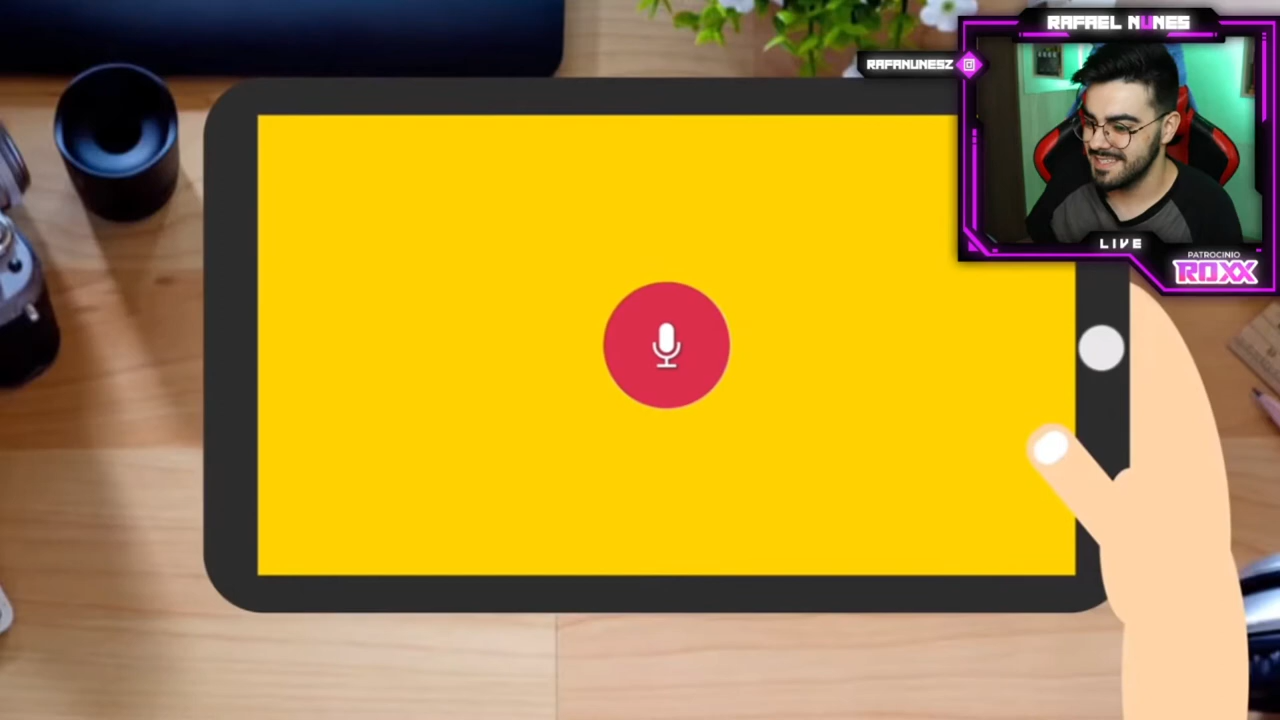 RAFAEL NUNES
RAFANUNESZ
LIVE
PATROCINIO
ROXX